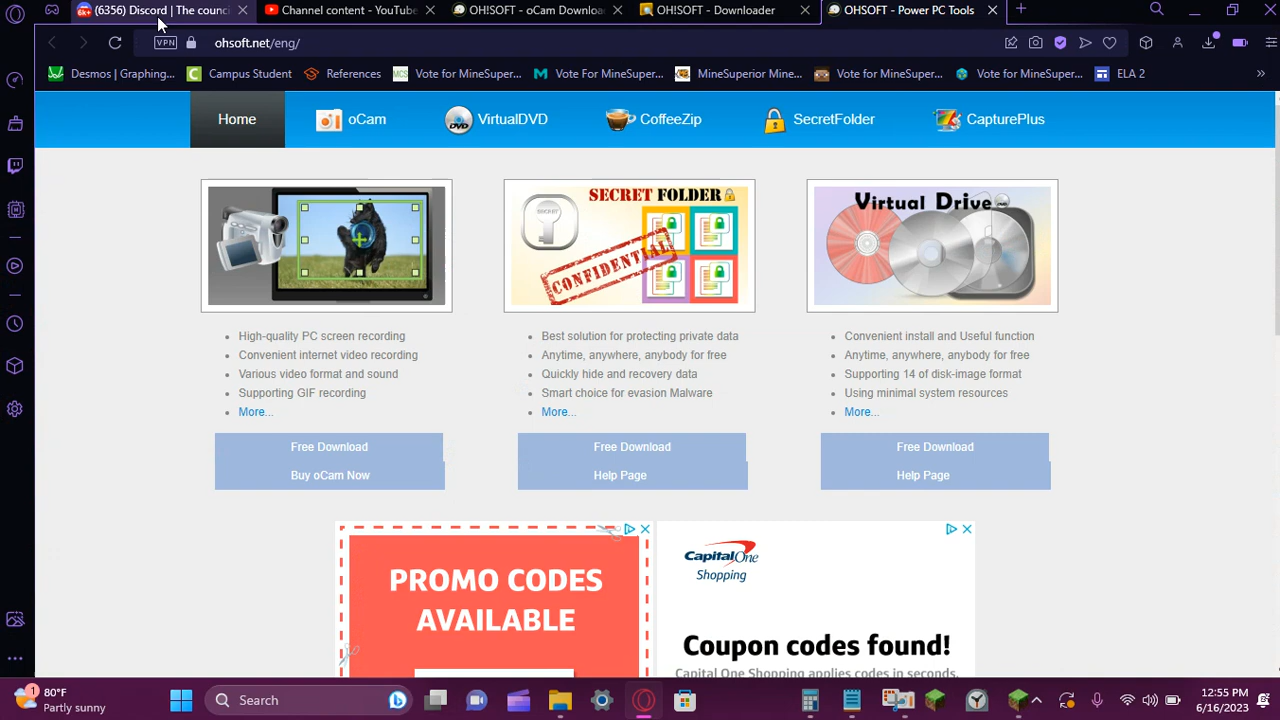 6k+ (6356) Discord | The counci
Channel content - YouTube
OH!SOFT - oCam Downloa
OH!SOFT - Downloader
OHSOFT - Power PC Tools
VPN
ohsoft.net/eng/
Desmos | Graphing...
Campus Student
References
MCS Vote for MineSuper...
Vote For MineSuper...
MineSuperior Mine...
Vote for MineSuper...
Vote for MineSuper...
ELA 2
»
Home
oCam
DVD VirtualDVD
CoffeeZip
SecretFolder
CapturePlus
SECRET FOLDER
SECRET
CONFIDENTIAL
Virtual Drive
High-quality PC screen recording
Convenient internet video recording
Various video format and sound
Supporting GIF recording
More...
Free Download
Buy oCam Now
Best solution for protecting private data
Anytime, anywhere, anybody for free
Quickly hide and recovery data
Smart choice for evasion Malware
More...
Free Download
Help Page
Convenient install and Useful function
Anytime, anywhere, anybody for free
Supporting 14 of disk-image format
Using minimal system resources
More...
Free Download
Help Page
PROMO CODES
AVAILABLE
Capital One
Shopping
Coupon codes found!
Capital One Shopping applies codes in seconds.
1
80°F
Partly sunny
Search
12:55 PM
6/16/2023